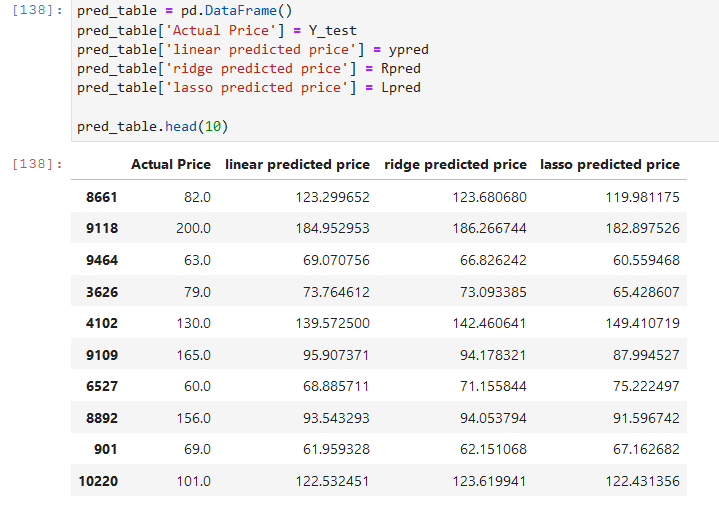 [138]: pred_table = pd.DataFrame()
pred_table['Actual Price'] = Y_test
pred_table['linear predicted price'] = ypred
pred_table['ridge predicted price'] = Rpred
pred_table['lasso predicted price'] = Lpred
pred_table.head(10)
[138]: Actual Price linear predicted price ridge predicted price lasso predicted price
8661 82.0 123.299652 123.680680 119.981175
9118 200.0 184.952953 186.266744 182.897526
9464 63.0 69.070756 66.826242 60.559468
3626 79.0 73.764612 73.093385 65.428607
4102 130.0 139.572500 142.460641 149.410719
9109 165.0 95.907371 94.178321 87.994527
6527 60.0 68.885711 71.155844 75.222497
8892 156.0 93.543293 94.053794 91.596742
901 69.0 61.959328 62.151068 67.162682
10220 101.0 122.532451 123.619941 122.431356